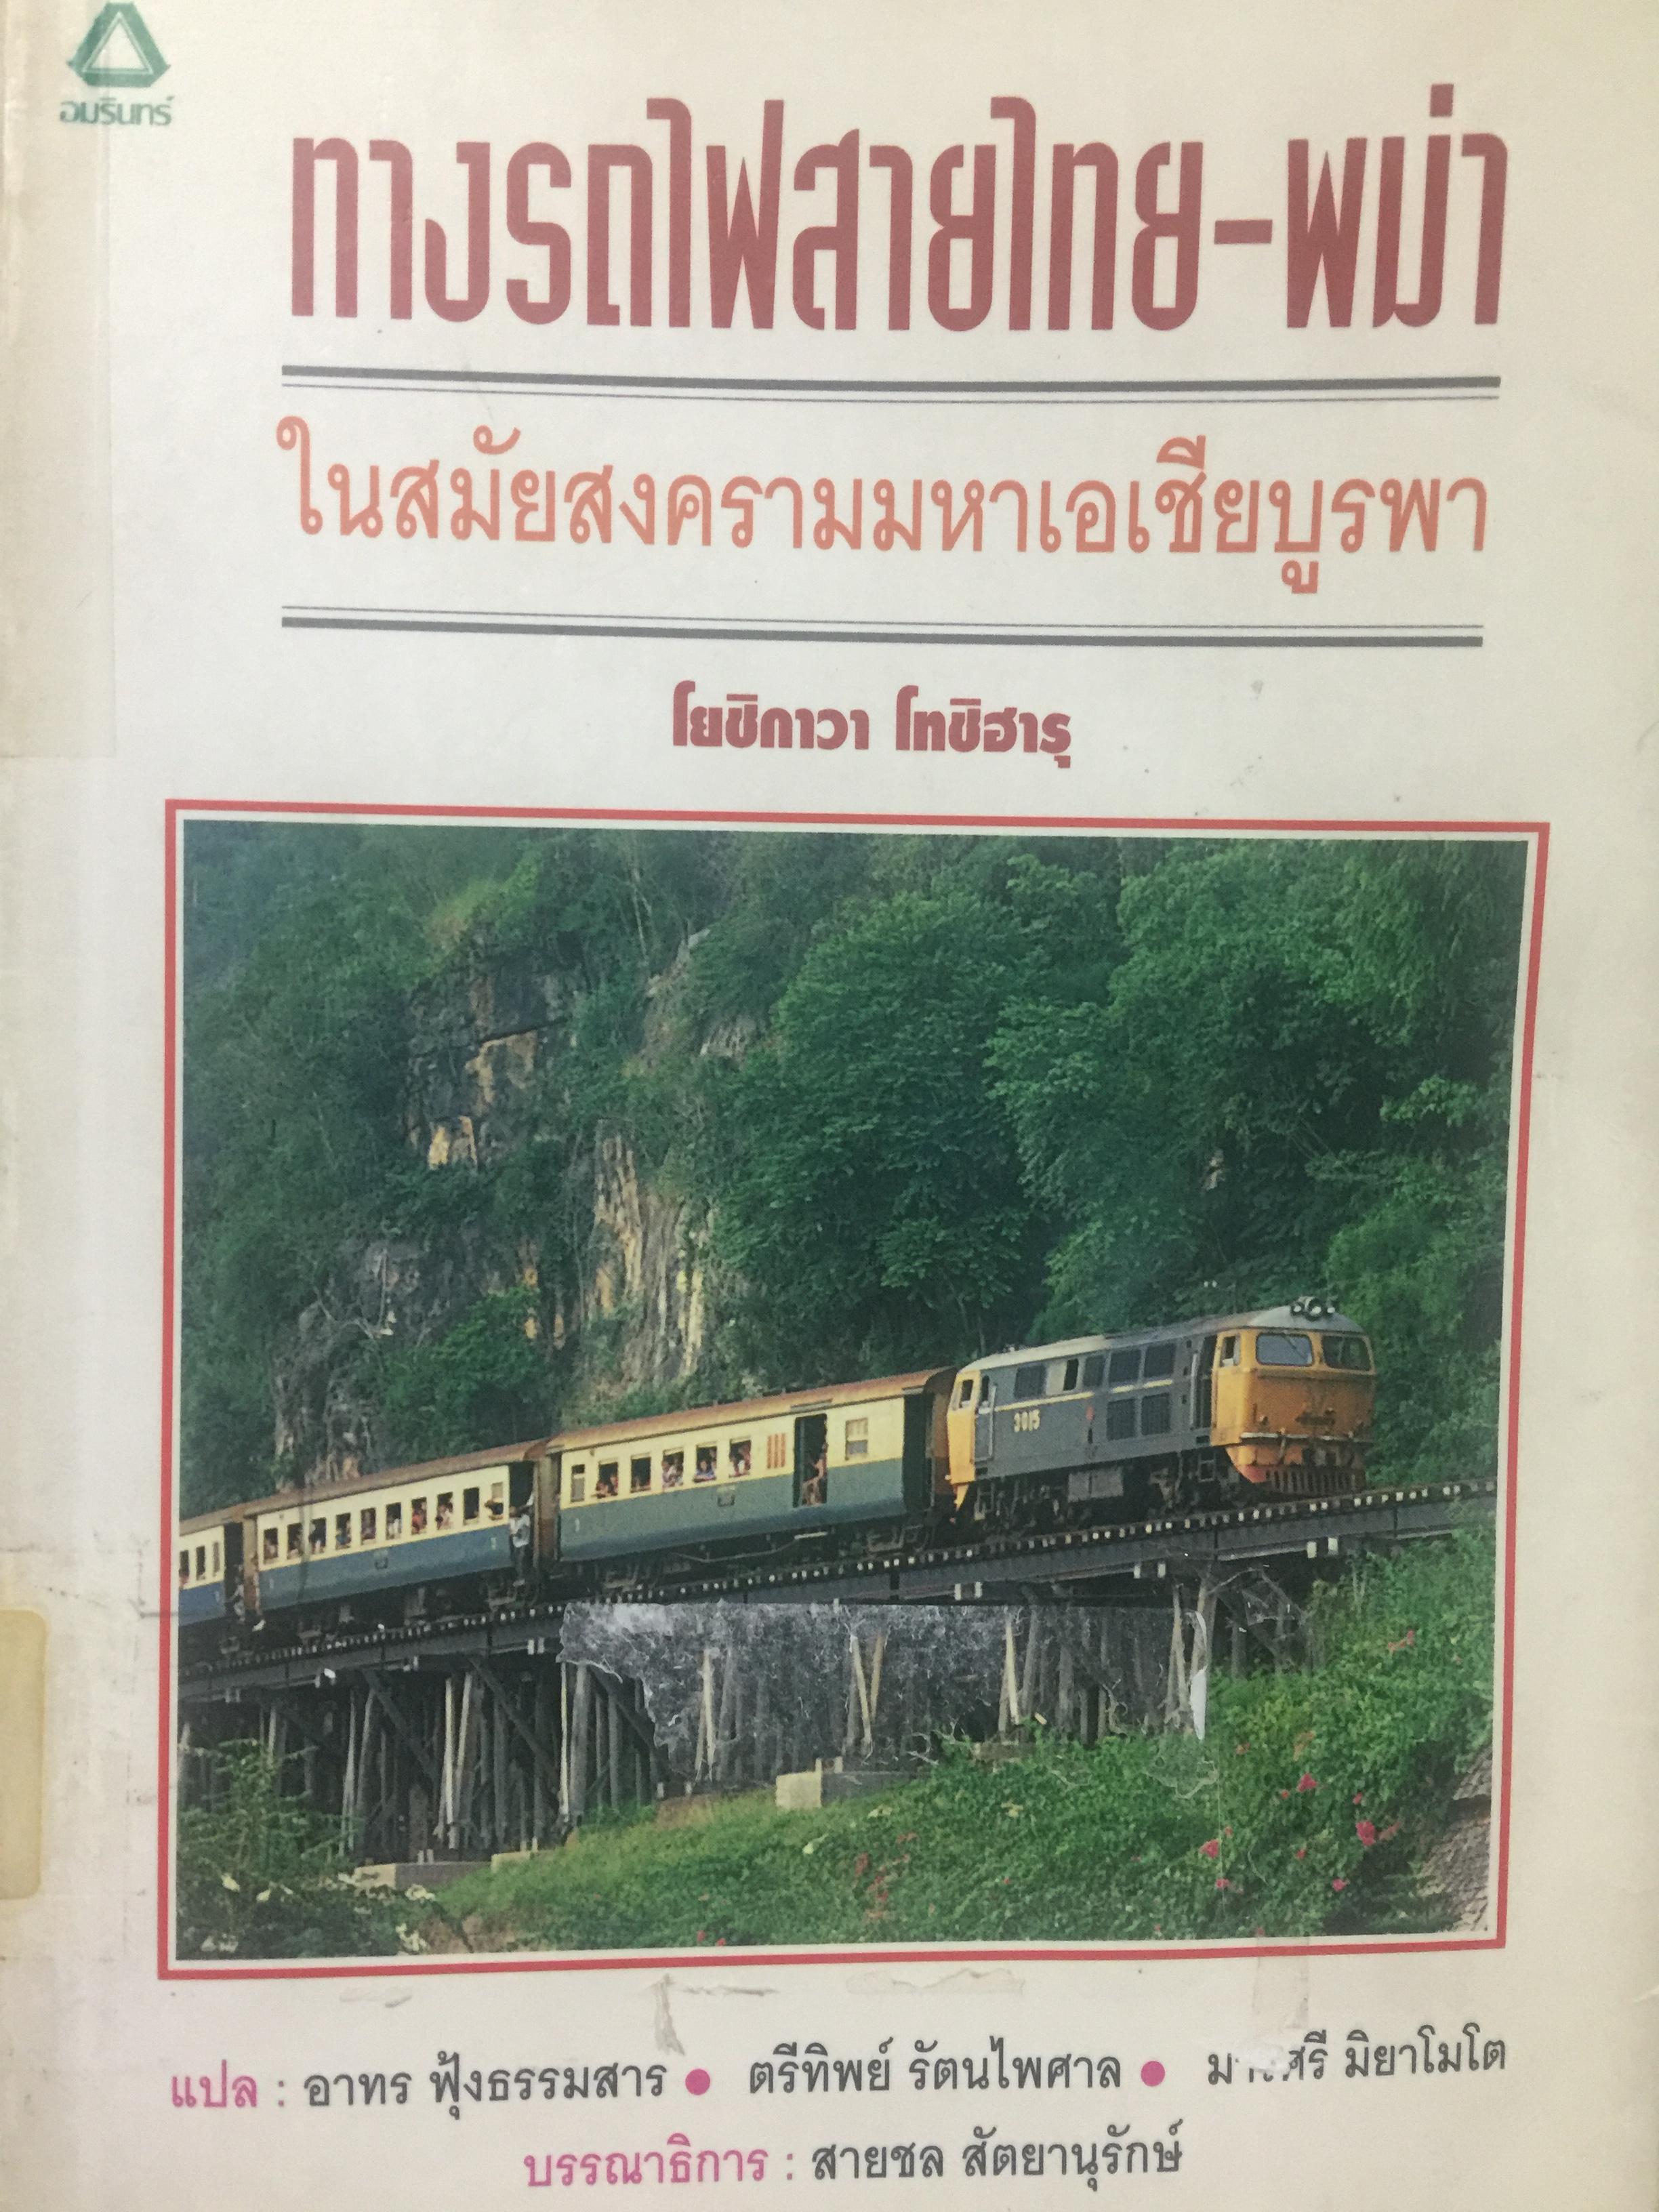 อมรินทร์
ทางรถไฟสายไทย-พม่า
ในสมัยสงครามมหาเอเชียบูรพา
โยชิกาวา โทชิฮารุ
3015
แปล : อาทร ฟุ้งธรรมสาร ● ตรีทิพย์ รัตนไพศาล ● มิยาโมโต
บรรณาธิการ : สายชล สัตยานุรักษ์